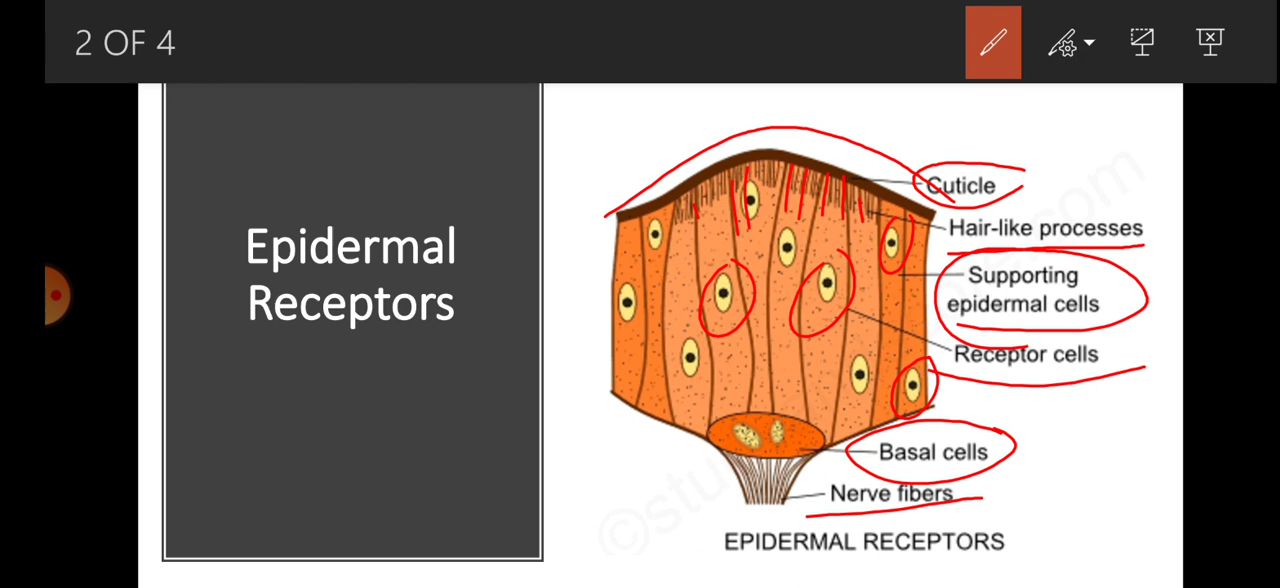 2 OF 4
Epidermal
Receptors
Cuticle
Hair-like processes
Supporting
epidermal cells
Receptor cells
Basal cells
Nerve fibers
EPIDERMAL RECEPTORS